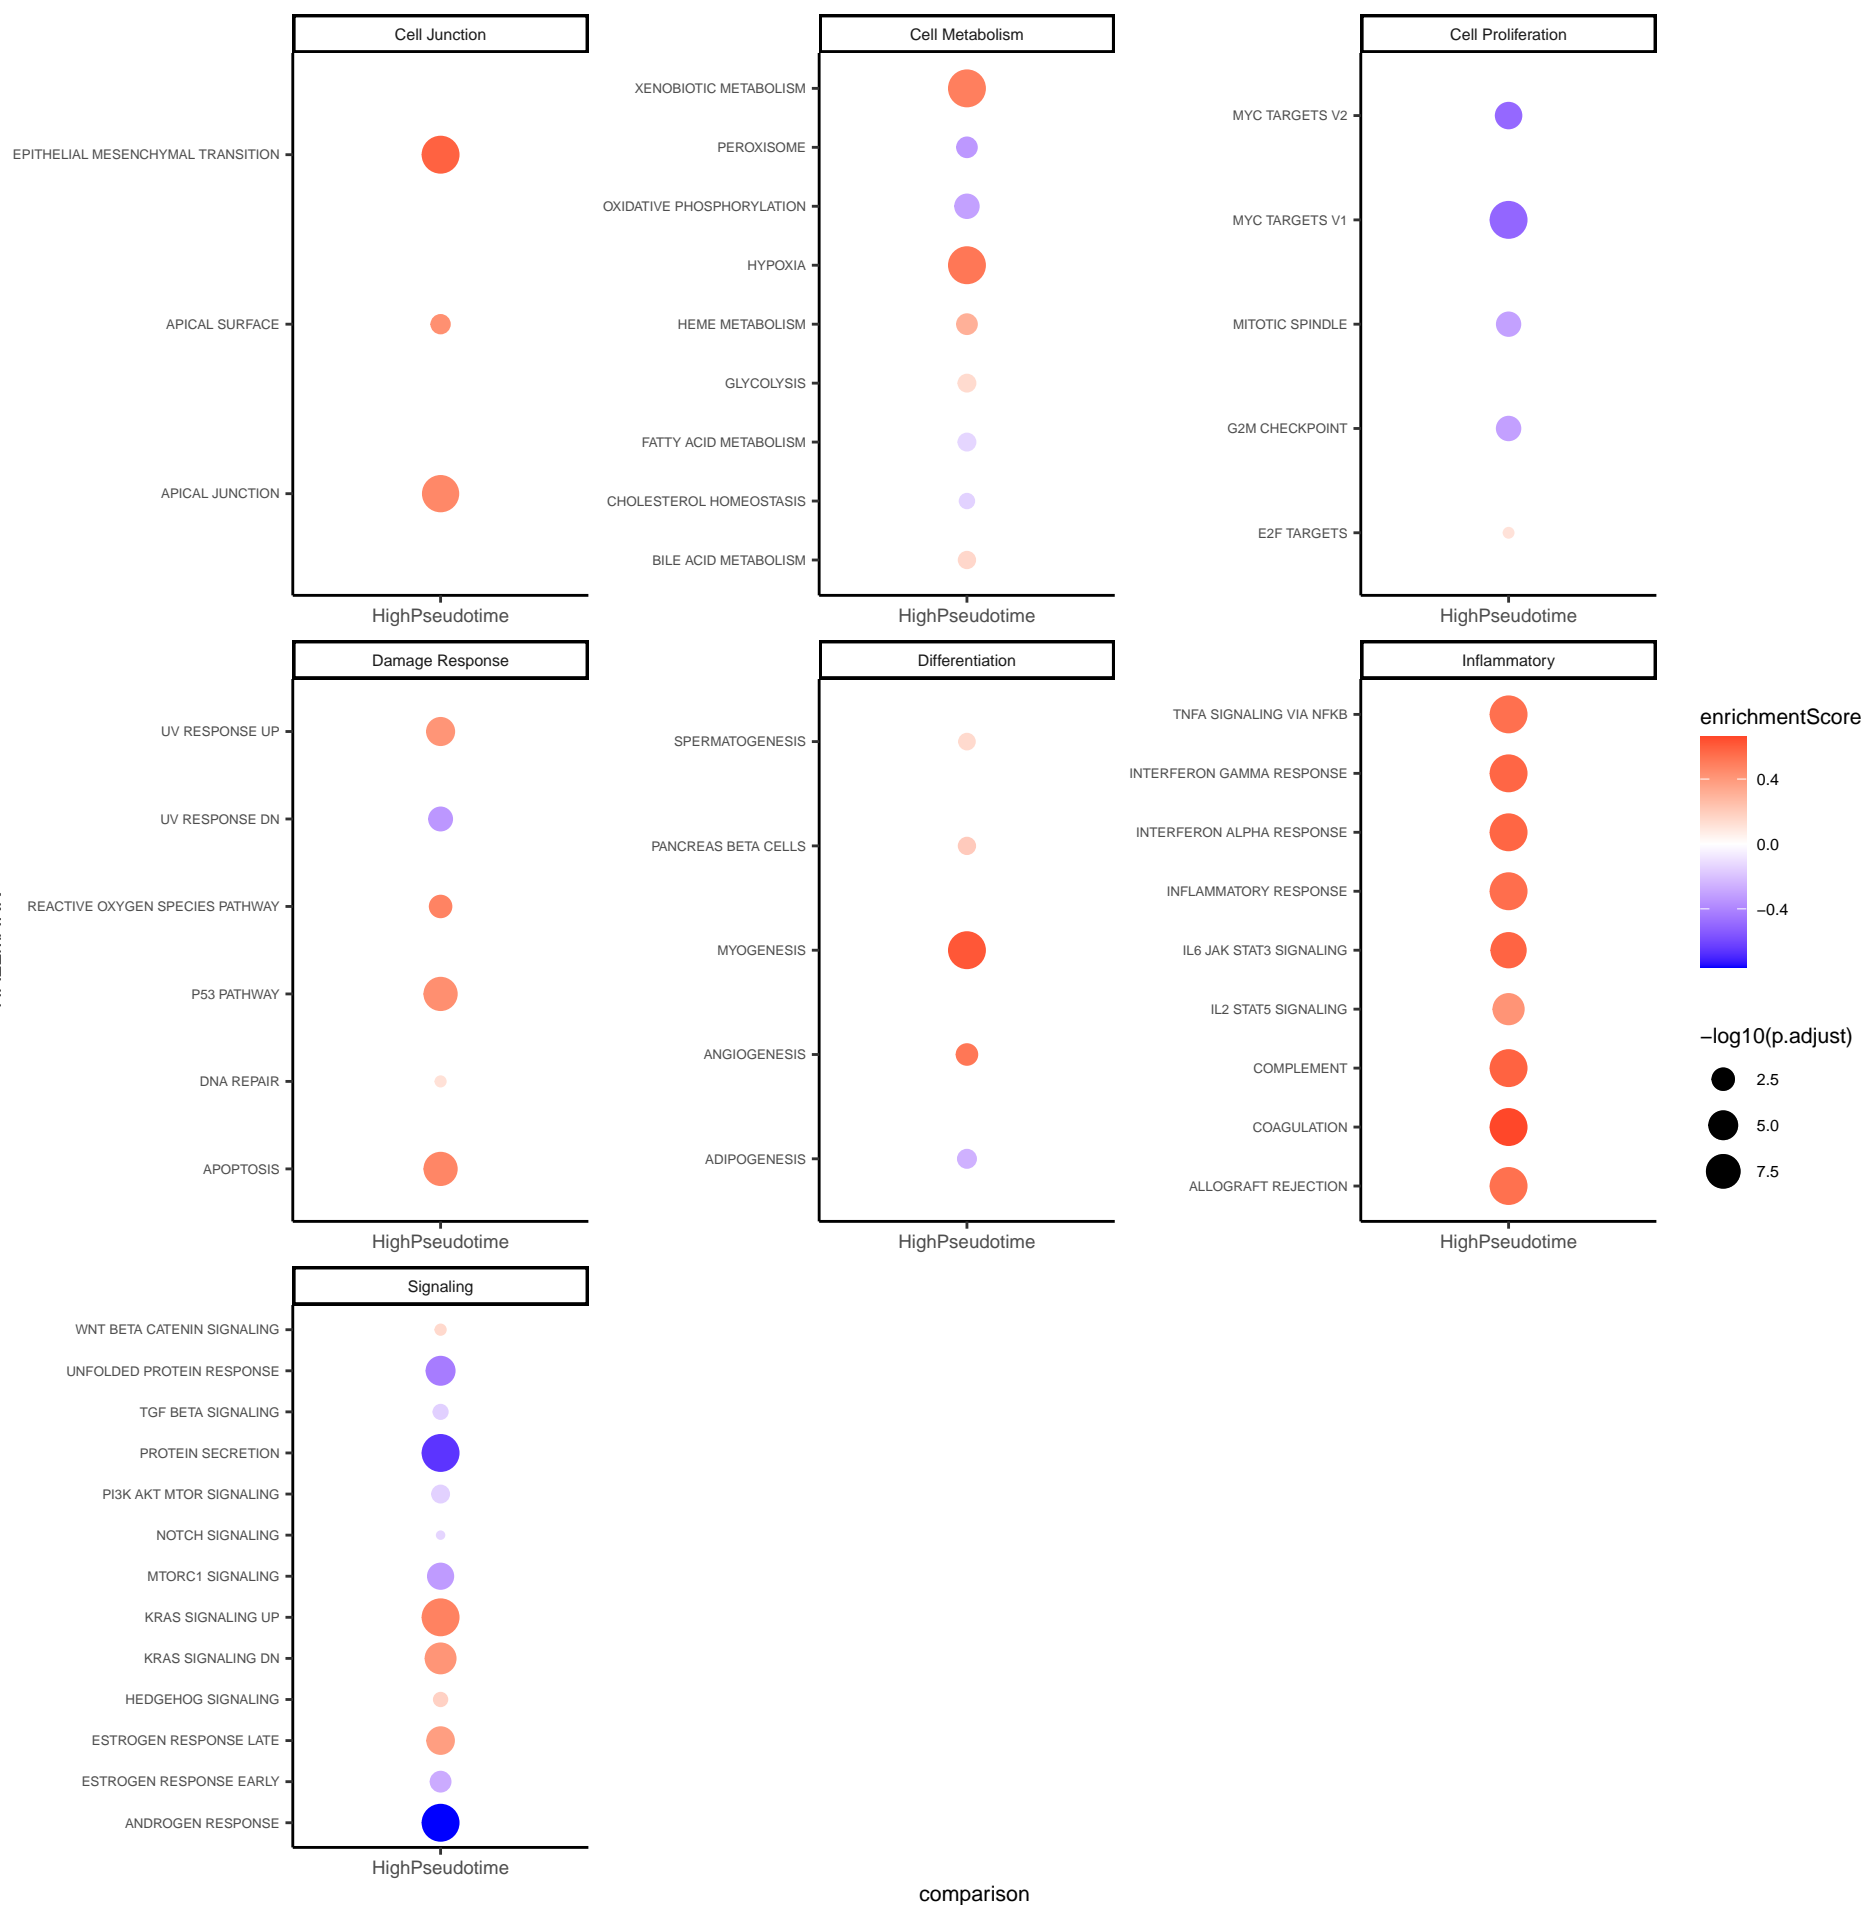 Cell Junction
EPITHELIAL MESENCHYMAL TRANSITION
APICAL SURFACE
APICAL JUNCTION
HighPseudotime
Cell Metabolism
XENOBIOTIC METABOLISM
PEROXISOME
OXIDATIVE PHOSPHORYLATION
HYPOXIA
HEME METABOLISM
GLYCOLYSIS
FATTY ACID METABOLISM
CHOLESTEROL HOMEOSTASIS
BILE ACID METABOLISM
HighPseudotime
Cell Proliferation
MYC TARGETS V2
MYC TARGETS V1
MITOTIC SPINDLE
G2M CHECKPOINT
E2F TARGETS
HighPseudotime
Damage Response
UV RESPONSE UP
UV RESPONSE DN
REACTIVE OXYGEN SPECIES PATHWAY
P53 PATHWAY
DNA REPAIR
APOPTOSIS
HighPseudotime
Differentiation
SPERMATOGENESIS
PANCREAS BETA CELLS
MYOGENESIS
ANGIOGENESIS
ADIPOGENESIS
HighPseudotime
Inflammatory
TNFA SIGNALING VIA NFKB
INTERFERON GAMMA RESPONSE
INTERFERON ALPHA RESPONSE
INFLAMMATORY RESPONSE
IL6 JAK STAT3 SIGNALING
IL2 STAT5 SIGNALING
COMPLEMENT
COAGULATION
ALLOGRAFT REJECTION
HighPseudotime
enrichmentScore
0.4
0.0
−0.4
−log10(p.adjust)
2.5
5.0
7.5
Signaling
WNT BETA CATENIN SIGNALING
UNFOLDED PROTEIN RESPONSE
TGF BETA SIGNALING
PROTEIN SECRETION
PI3K AKT MTOR SIGNALING
NOTCH SIGNALING
MTORC1 SIGNALING
KRAS SIGNALING UP
KRAS SIGNALING DN
HEDGEHOG SIGNALING
ESTROGEN RESPONSE LATE
ESTROGEN RESPONSE EARLY
ANDROGEN RESPONSE
HighPseudotime
comparison